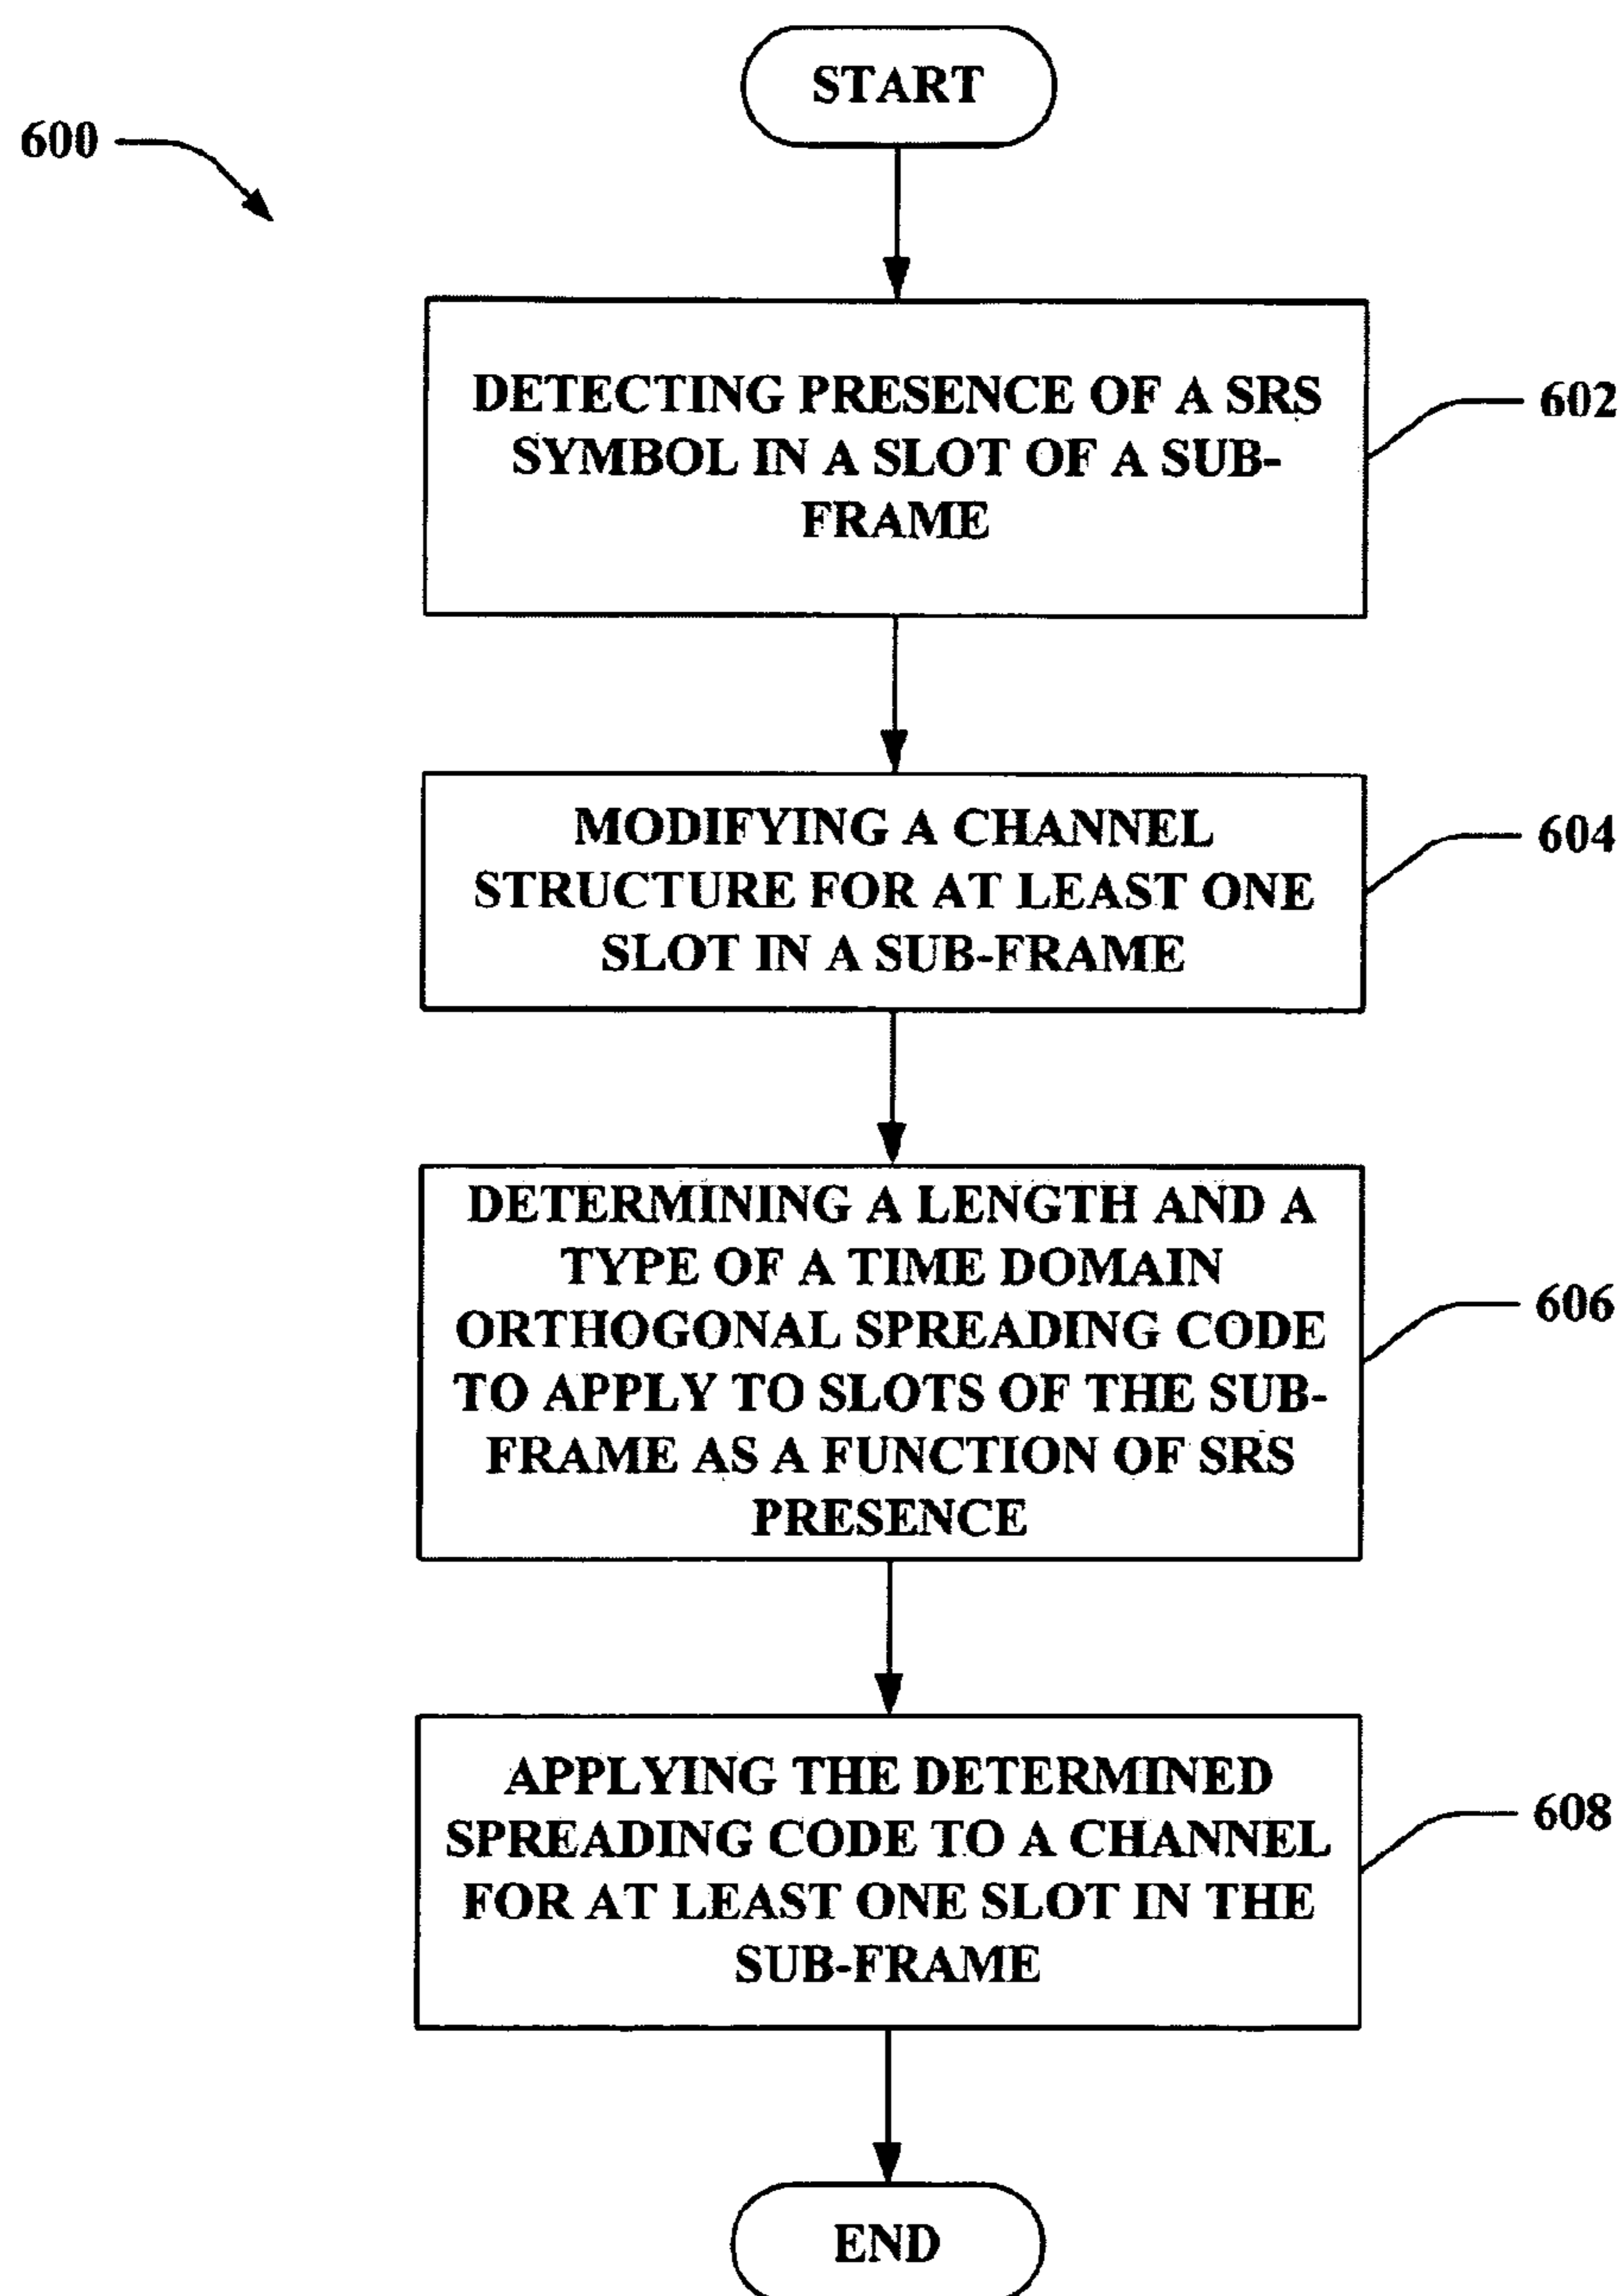 START
600
DETECTING PRESENCE OF A SRS
SYMBOL IN A SLOT OF A SUB-
FRAME
602
MODIFYING A CHANNEL
STRUCTURE FOR AT LEAST ONE
SLOT IN A SUB-FRAME
604
DETERMINING A LENGTH AND A
TYPE OF A TIME DOMAIN
ORTHOGONAL SPREADING CODE
TO APPLY TO SLOTS OF THE SUB-
FRAME AS A FUNCTION OF SRS
PRESENCE
606
APPLYING THE DETERMINED
SPREADING CODE TO A CHANNEL
FOR AT LEAST ONE SLOT IN THE
SUB-FRAME
608
END